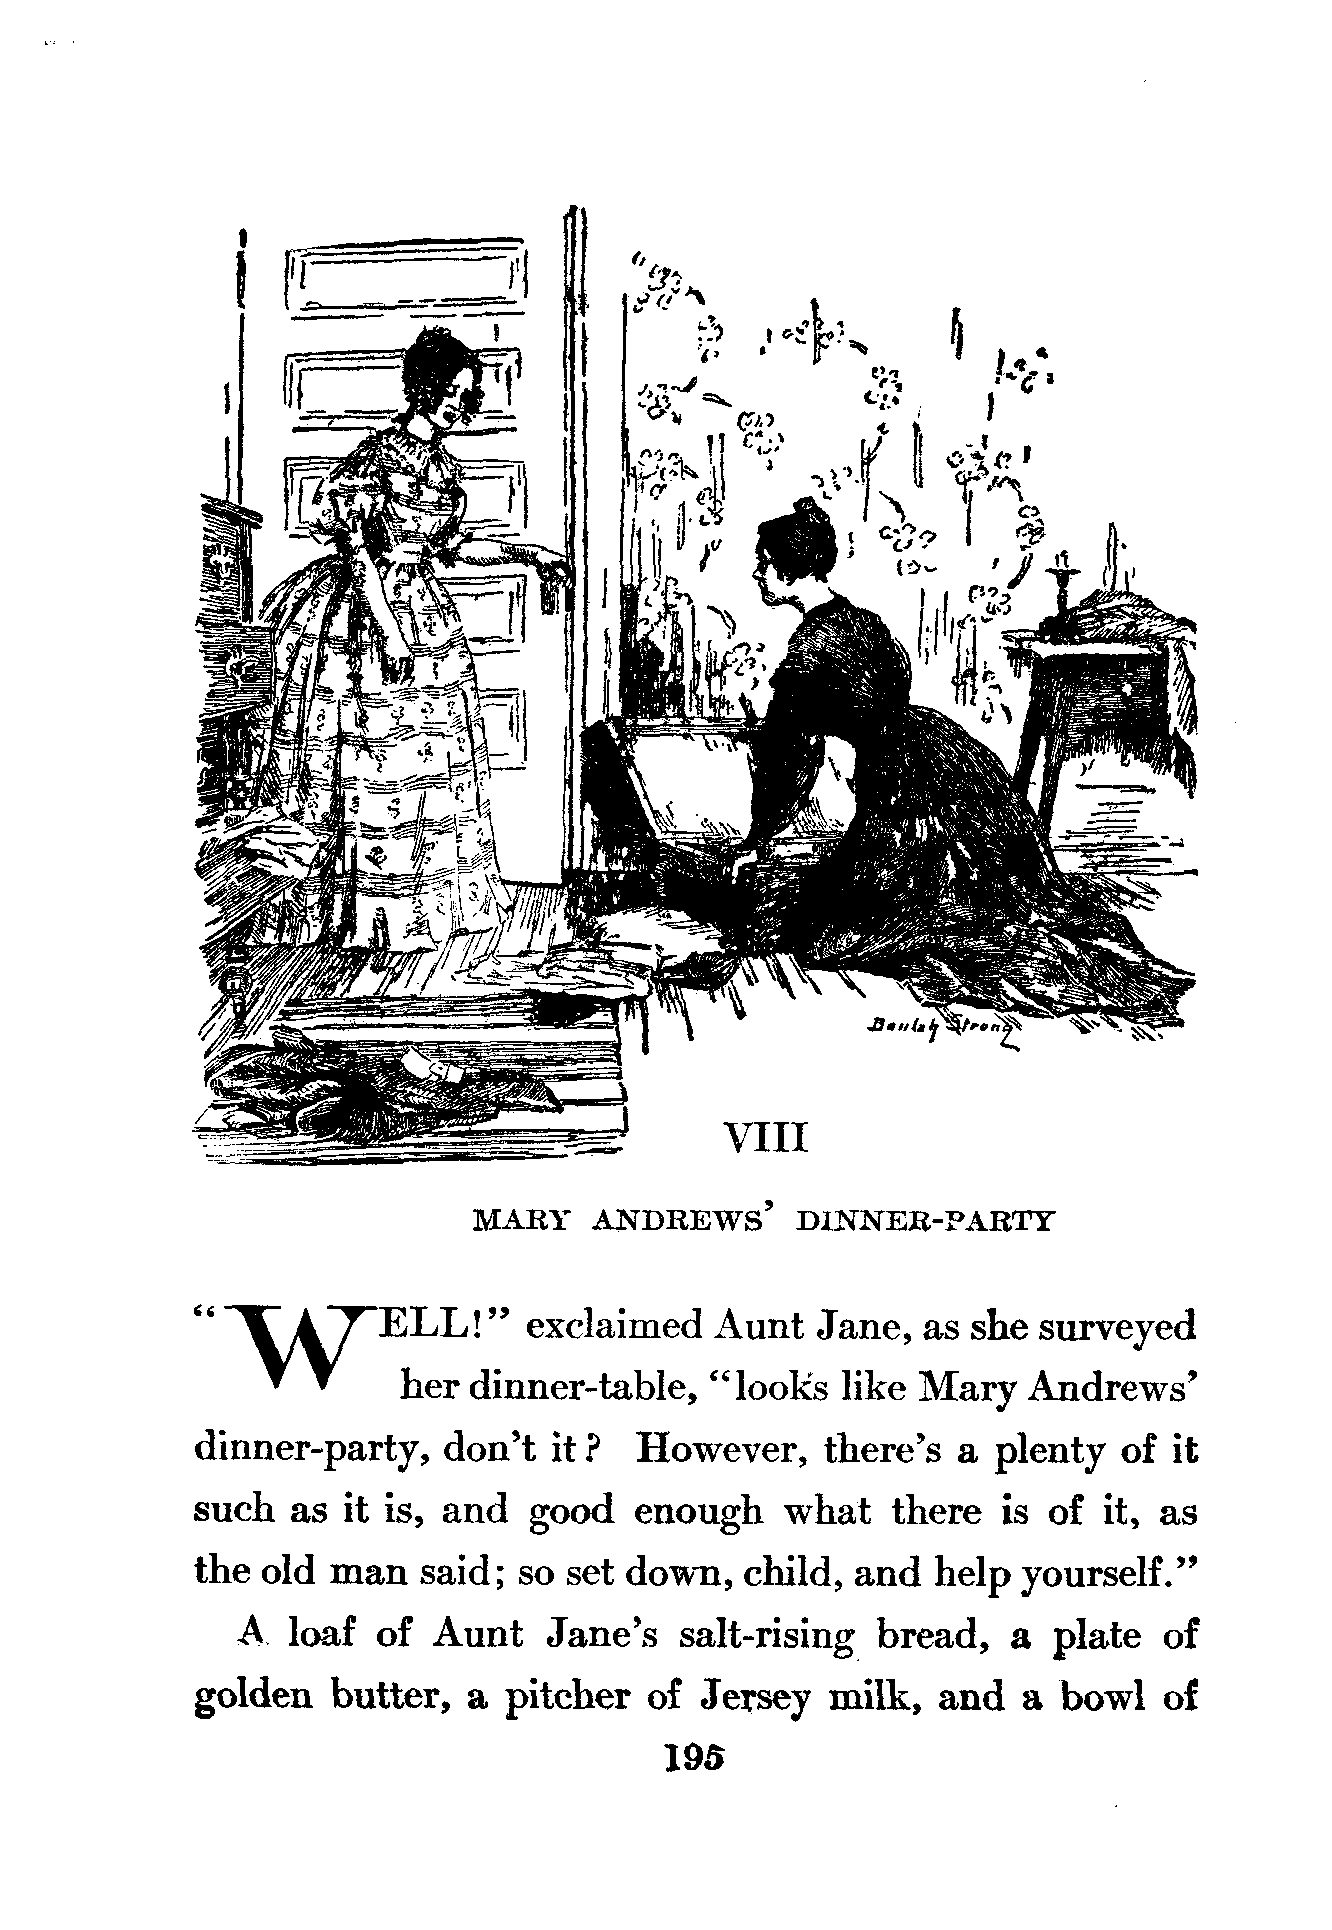 Beulah Strong
VIII
MARY ANDREWS' DINNER-PARTY
"WELL!" exclaimed Aunt Jane, as she surveyed
her dinner-table, "looks like Mary Andrews'
dinner-party, don't it? However, there's a plenty of it
such as it is, and good enough what there is of it, as
the old man said; so set down, child, and help yourself."
A loaf of Aunt Jane's salt-rising bread, a plate of
golden butter, a pitcher of Jersey milk, and a bowl of
195